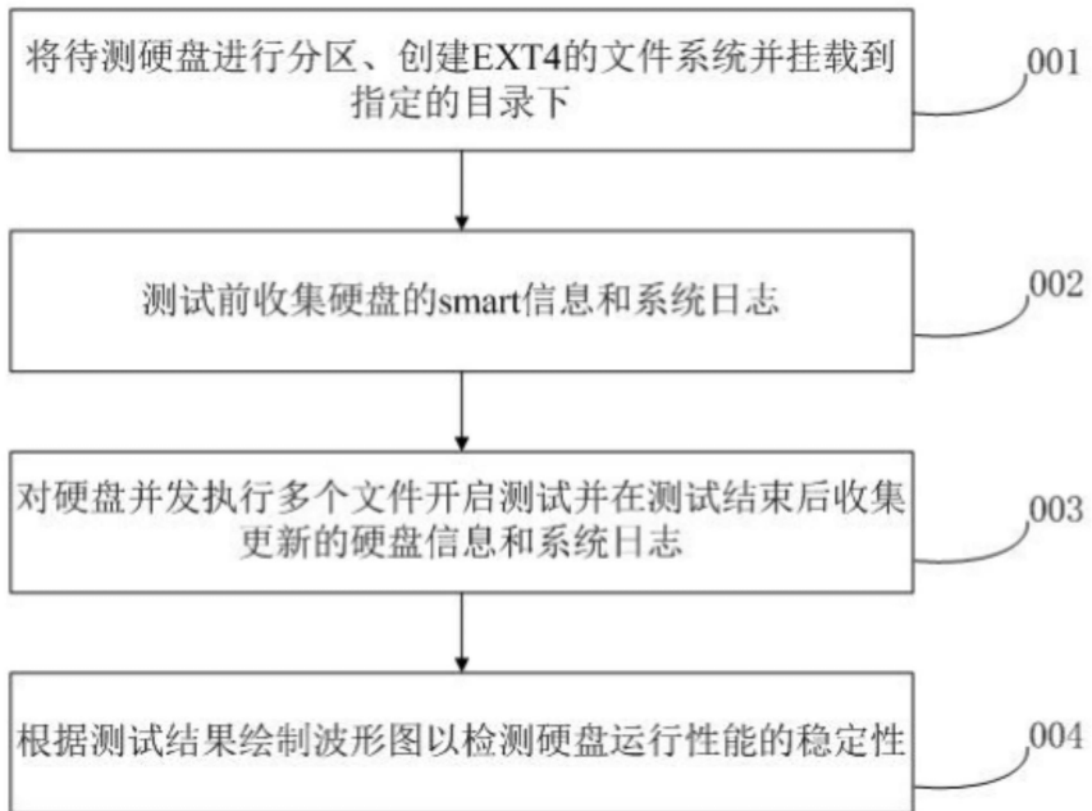 将待测硬盘进行分区、创建EXT4的文件系统并挂载到
指定的目录下
001
测试前收集硬盘的smart信息和系统日志
002
对硬盘并发执行多个文件开启测试并在测试结束后收集
更新的硬盘信息和系统日志
003
根据测试结果绘制波形图以检测硬盘运行性能的稳定性
004